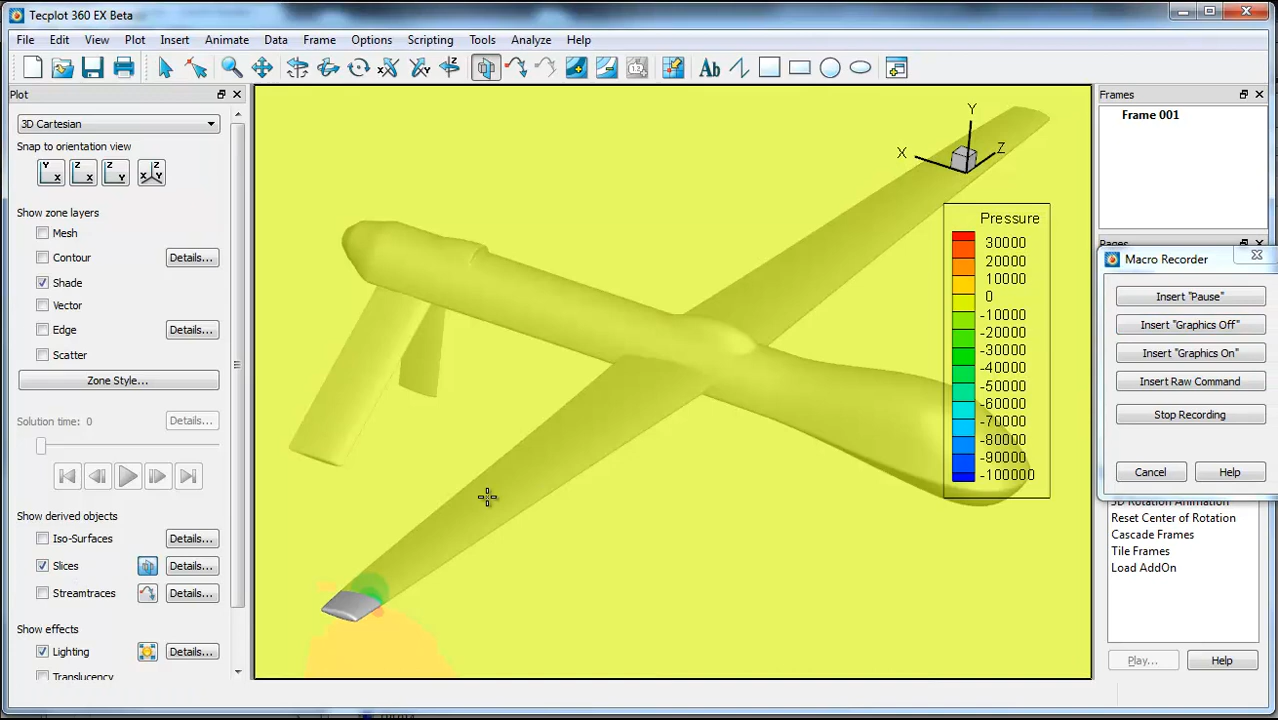 Tecplot 360 EX Beta
File Edit View Plot Insert Animate Data Frame Options Scripting Tools Analyze Help
Ab
Plot
3D Cartesian
Snap to orientation view
Y X
Z X
Z Y
Z X Y
Show zone layers
Mesh
Contour Details...
Shade
Vector
Edge Details...
Scatter
Zone Style...
Solution time: 0 Details...
Show derived objects
Iso-Surfaces Details...
Slices Details...
Streamtraces Details...
Show effects
Lighting Details...
Translucency
Y
X
Z
Pressure
30000
20000
10000
0
-10000
-20000
-30000
-40000
-50000
-60000
-70000
-80000
-90000
-100000
Frames
Frame 001
Pages
Macro Recorder
Insert "Pause"
Insert "Graphics Off"
Insert "Graphics On"
Insert Raw Command
Stop Recording
Cancel Help
3D Rotation Animation
Reset Center of Rotation
Cascade Frames
Tile Frames
Load AddOn
Play... Help